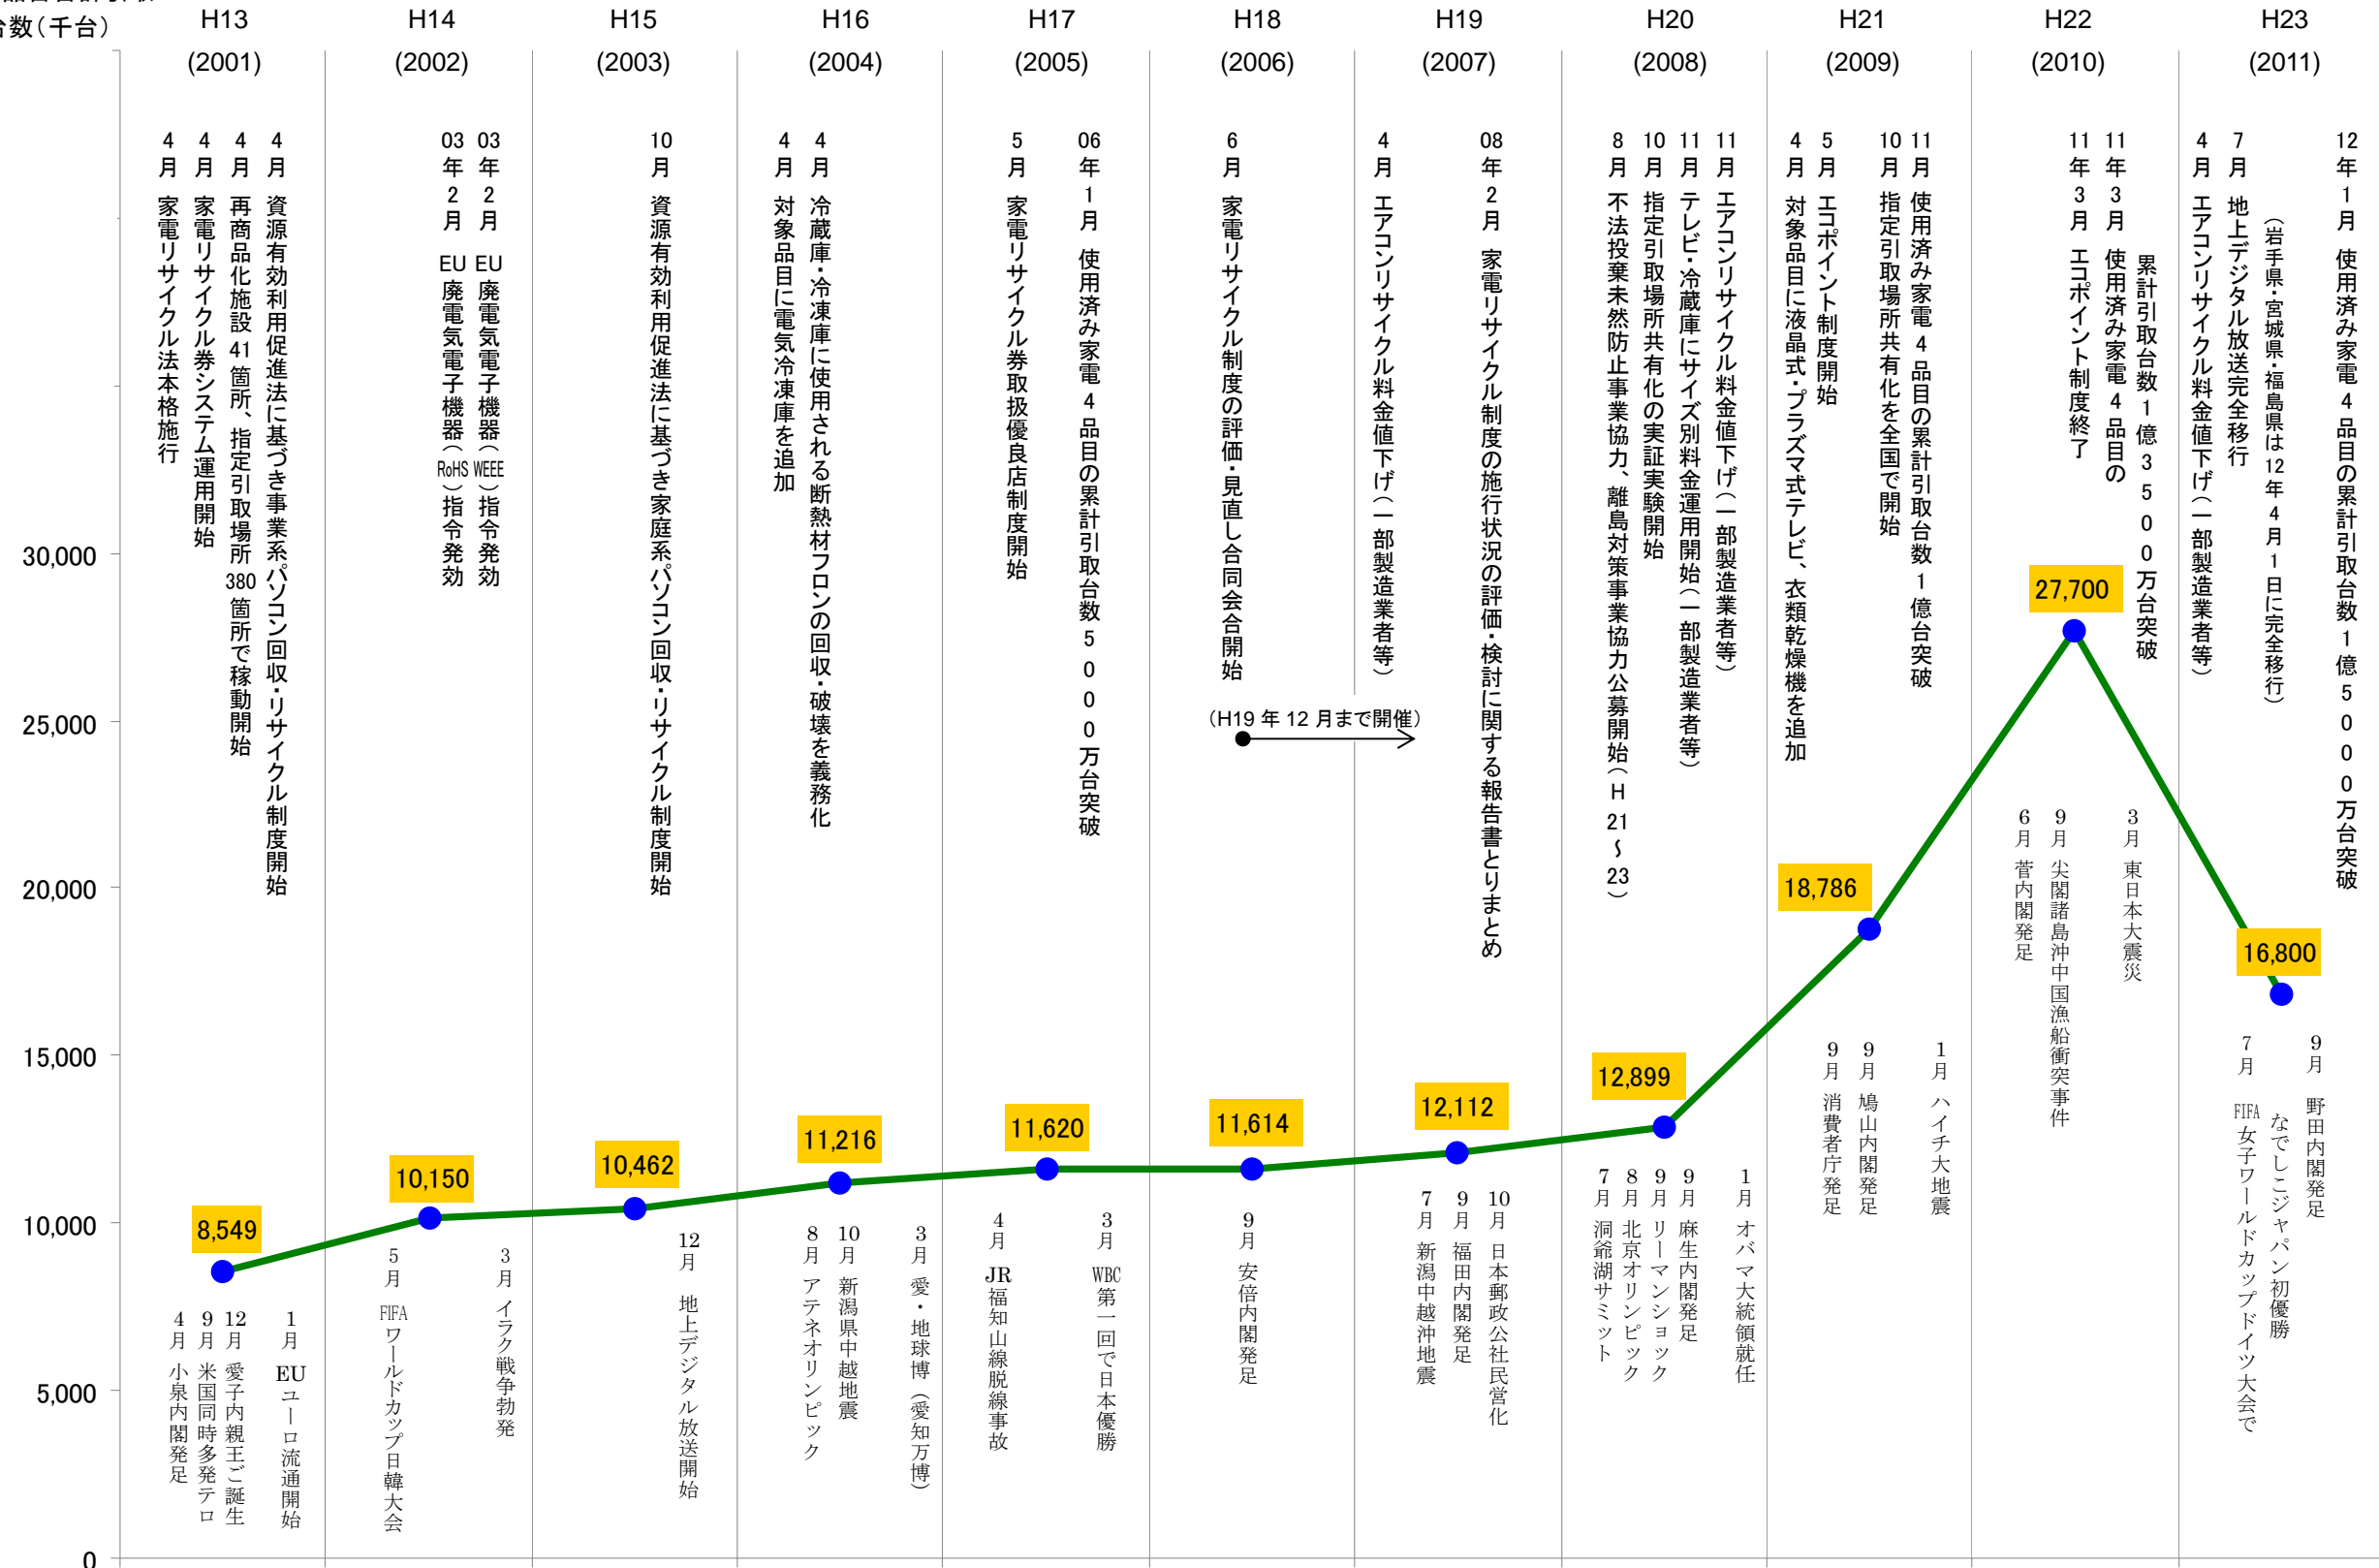 台数（千台）
H13
(2001)
H14
(2002)
H15
(2003)
H16
(2004)
H17
(2005)
H18
(2006)
H19
(2007)
H20
(2008)
H21
(2009)
H22
(2010)
H23
(2011)
4月 家電リサイクル法本格施行
4月 家電リサイクル券システム運用開始
4月 再商品化施設41箇所、指定引取場所380箇所で稼動開始
4月 資源有効利用促進法に基づき事業系パソコン回収・リサイクル制度開始
03年2月 EU廃電気電子機器（RoHS）指令発効
03年2月 EU廃電気電子機器（WEEE）指令発効
10月 資源有効利用促進法に基づき家庭系パソコン回収・リサイクル制度開始
4月 対象品目に電気冷凍庫を追加
4月 冷蔵庫・冷凍庫に使用される断熱材フロンの回収・破壊を義務化
5月 家電リサイクル券取扱優良店制度開始
06年1月 使用済み家電4品目の累計引取台数5000万台突破
6月 家電リサイクル制度の評価・見直し合同会合開始
（H19年12月まで開催）
4月 エアコンリサイクル料金値下げ（一部製造業者等）
08年2月 家電リサイクル制度の施行状況の評価・検討に関する報告書とりまとめ
8月 不法投棄未然防止事業協力、離島対策事業協力公募開始（H21～23）
10月 指定引取場所共有化の実証実験開始
11月 テレビ・冷蔵庫にサイズ別料金運用開始（一部製造業者等）
11月 エアコンリサイクル料金値下げ（一部製造業者等）
4月 対象品目に液晶式・プラズマ式テレビ、衣類乾燥機を追加
5月 エコポイント制度開始
10月 指定引取場所共有化を全国で開始
11月 使用済み家電4品目の累計引取台数1億台突破
11年3月 エコポイント制度終了
11年3月 使用済み家電4品目の
累計引取台数1億3500万台突破
4月 エアコンリサイクル料金値下げ（一部製造業者等）
7月 地上デジタル放送完全移行
（岩手県・宮城県・福島県は12年4月1日に完全移行）
12年1月 使用済み家電4品目の累計引取台数1億5000万台突破
30,000
25,000
20,000
15,000
10,000
5,000
0
8,549
10,150
10,462
11,216
11,620
11,614
12,112
12,899
18,786
27,700
16,800
4月 小泉内閣発足
9月 米国同時多発テロ
12月 愛子内親王ご誕生
1月 EUユーロ流通開始
5月 FIFAワールドカップ日韓大会
3月 イラク戦争勃発
12月 地上デジタル放送開始
8月 アテネオリンピック
10月 新潟県中越地震
3月 愛・地球博（愛知万博）
4月 JR福知山線脱線事故
3月 WBC第一回で日本優勝
9月 安倍内閣発足
7月 新潟中越沖地震
9月 福田内閣発足
10月 日本郵政公社民営化
7月 洞爺湖サミット
8月 北京オリンピック
9月 リーマンショック
9月 麻生内閣発足
1月 オバマ大統領就任
9月 消費者庁発足
9月 鳩山内閣発足
1月 ハイチ大地震
6月 菅内閣発足
9月 尖閣諸島沖中国漁船衝突事件
3月 東日本大震災
7月 FIFA女子ワールドカップドイツ大会で
なでしこジャパン初優勝
9月 野田内閣発足